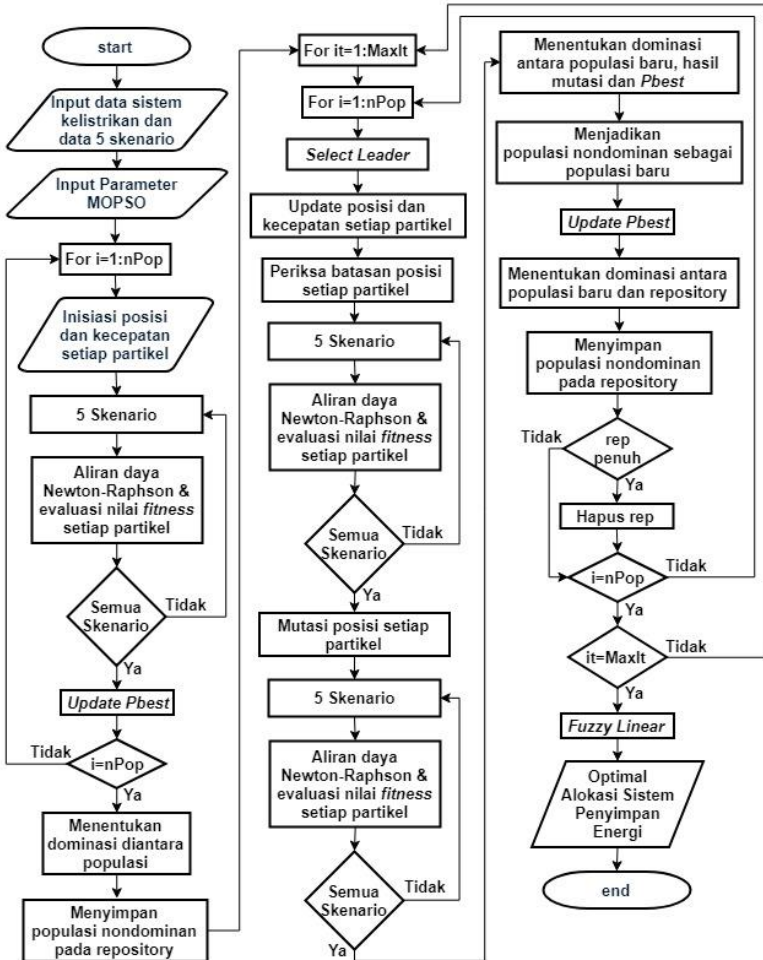 start
Input data sistem
kelistrikan dan
data 5 skenario
Input Parameter
MOPSO
For i=1:nPop
Inisiasi posisi
dan kecepatan
setiap partikel
5 Skenario
Aliran daya
Newton-Raphson &
evaluasi nilai fitness
setiap partikel
Semua
Skenario
Tidak
Ya
Update Pbest
Tidak
i=nPop
Ya
Menentukan
dominasi diantara
populasi
Menyimpan
populasi nondominan
pada repository
For it=1:MaxIt
For i=1:nPop
Select Leader
Update posisi dan
kecepatan setiap partikel
Periksa batasan posisi
setiap partikel
5 Skenario
Aliran daya
Newton-Raphson &
evaluasi nilai fitness
setiap partikel
Semua
Skenario
Tidak
Ya
Mutasi posisi setiap
partikel
5 Skenario
Aliran daya
Newton-Raphson &
evaluasi nilai fitness
setiap partikel
Semua
Skenario
Tidak
Ya
Menentukan dominasi
antara populasi baru, hasil
mutasi dan Pbest
Menjadikan
populasi nondominan sebagai
populasi baru
Update Pbest
Menentukan dominasi antara
populasi baru dan repository
Menyimpan
populasi nondominan
pada repository
Tidak
rep
penuh
Ya
Hapus rep
i=nPop
Tidak
Ya
it=MaxIt
Tidak
Ya
Fuzzy Linear
Optimal
Alokasi Sistem
Penyimpan
Energi
end